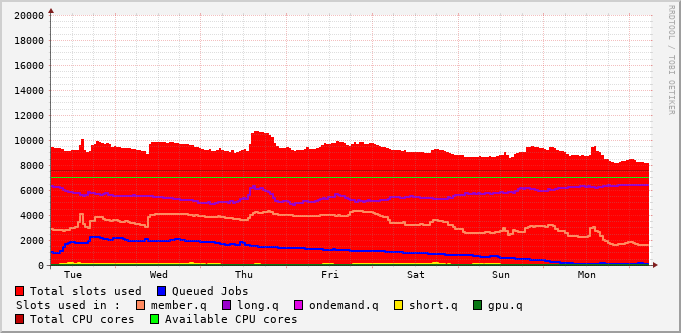 20000
18000
16000
14000
12000
10000
8000
6000
4000
2000
0
Tue Wed Thu Fri Sat Sun Mon
RRDTOOL / TOBI OETIKER
Total slots used Queued Jobs
Slots used in : member.q long.q ondemand.q short.q gpu.q
Total CPU cores Available CPU cores